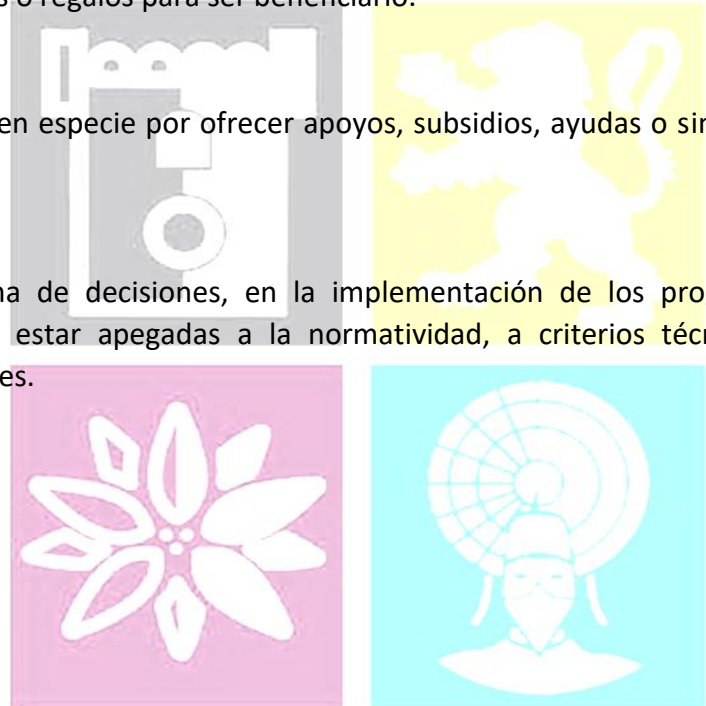 s o regalos para ser beneficiario.
en especie por ofrecer apoyos, subsidios, ayudas o sin
na de decisiones, en la implementación de los pro
estar apegadas a la normatividad, a criterios técn
es.